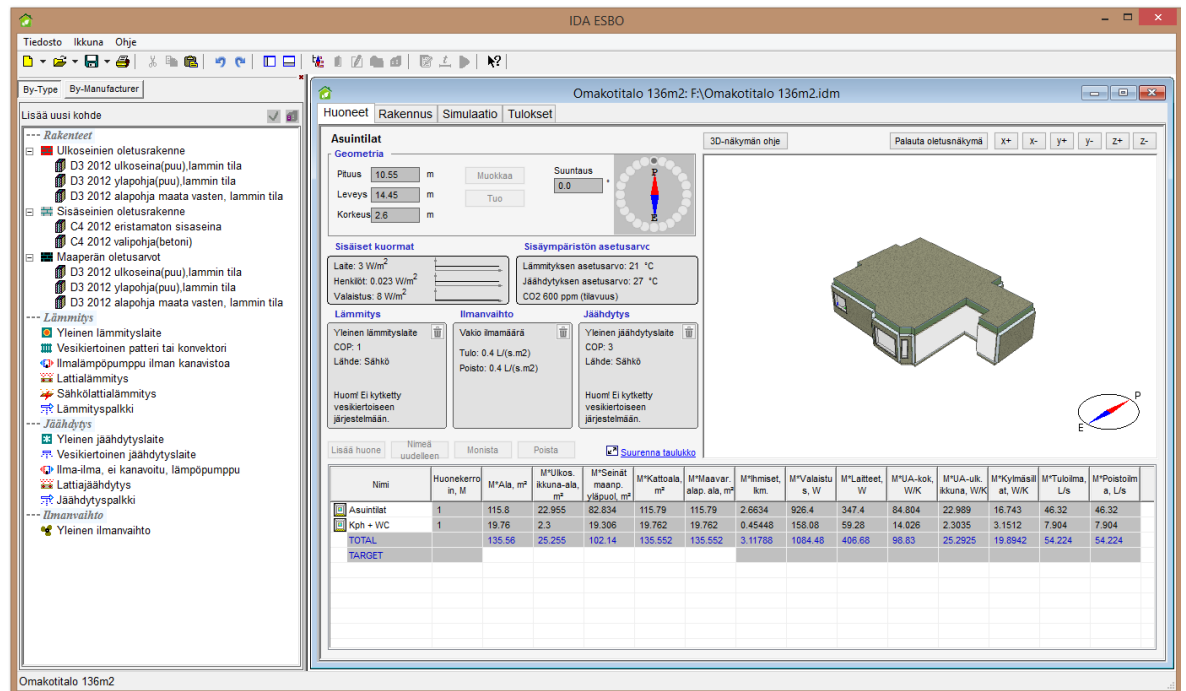 IDA ESBO
Tiedosto Ikkuna Ohje
By-Type By-Manufacturer
Lisää uusi kohde
--- Rakenteet
Ulkoseinien oletusrakenne
D3 2012 ulkoseina(puu),lammin tila
D3 2012 ylapohja(puu),lammin tila
D3 2012 alapohja maata vasten, lammin tila
Sisäseinien oletusrakenne
C4 2012 eristamaton sisaseina
C4 2012 valipohja(betoni)
Maaperän oletusarvot
D3 2012 ulkoseina(puu),lammin tila
D3 2012 ylapohja(puu),lammin tila
D3 2012 alapohja maata vasten, lammin tila
--- Lämmitys
Yleinen lämmityslaite
Vesikiertoinen patteri tai konvektori
Ilmalämpöpumppu ilman kanavistoa
Lattialämmitys
Sähkölattialämmitys
Lämmityspalkki
--- Jäähdytys
Yleinen jäähdytyslaite
Vesikiertoinen jäähdytyslaite
Ilma-ilma, ei kanavoitu, lämpöpumppu
Lattiajäähdytys
Jäähdytyspalkki
--- Ilmanvaihto
Yleinen ilmanvaihto
Omakotitalo 136m2: F:\Omakotitalo 136m2.idm
Huoneet Rakennus Simulaatio Tulokset
Asuintilat
Geometria
Pituus 10.55 m
Leveys 14.45 m
Korkeus 2.6 m
Muokkaa
Tuo
Suuntaus
0.0 °
P
E
Sisäiset kuormat
Laite: 3 W/m2
Henkilöt: 0.023 W/m2
Valaistus: 8 W/m2
Sisäympäristön asetusarvc
Lämmityksen asetusarvo: 21 °C
Jäähdytyksen asetusarvo: 27 °C
CO2 600 ppm (tilavuus)
Lämmitys
Yleinen lämmityslaite
COP: 1
Lähde: Sähkö
Huom! Ei kytketty
vesikiertoiseen
järjestelmään.
Ilmanvaihto
Vakio ilmamäärä
Tulo: 0.4 L/(s.m2)
Poisto: 0.4 L/(s.m2)
Jäähdytys
Yleinen jäähdytyslaite
COP: 3
Lähde: Sähkö
Huom! Ei kytketty
vesikiertoiseen
järjestelmään.
3D-näkymän ohje
Palauta oletusnäkymä x+ x- y+ y- z+ z-
P
E
Lisää huone
Nimeä
uudelleen
Monista
Poista
Suurenna taulukko
Nimi
Huonekerro
in, M
M*Ala, m²
M*Ulkos.
ikkuna-ala,
m²
M*Seinät
maanp.
yläpuol, m²
M*Kattoala,
m²
M*Maavar.
alap. ala, m²
M*Ihmiset,
lkm.
M*Valaistu
s, W
M*Laitteet,
W
M*UA-kok,
W/K
M*UA-ulk.
ikkuna, W/K
M*Kylmäsill
at, W/K
M*Tuloilma,
L/s
M*Poistoilm
a, L/s
Asuintilat 1 115.8 22.955 82.834 115.79 115.79 2.6634 926.4 347.4 84.804 22.989 16.743 46.32 46.32
Kph + WC 1 19.76 2.3 19.306 19.762 19.762 0.45448 158.08 59.28 14.026 2.3035 3.1512 7.904 7.904
TOTAL 135.56 25.255 102.14 135.552 135.552 3.11788 1084.48 406.68 98.83 25.2925 19.8942 54.224 54.224
TARGET
Omakotitalo 136m2